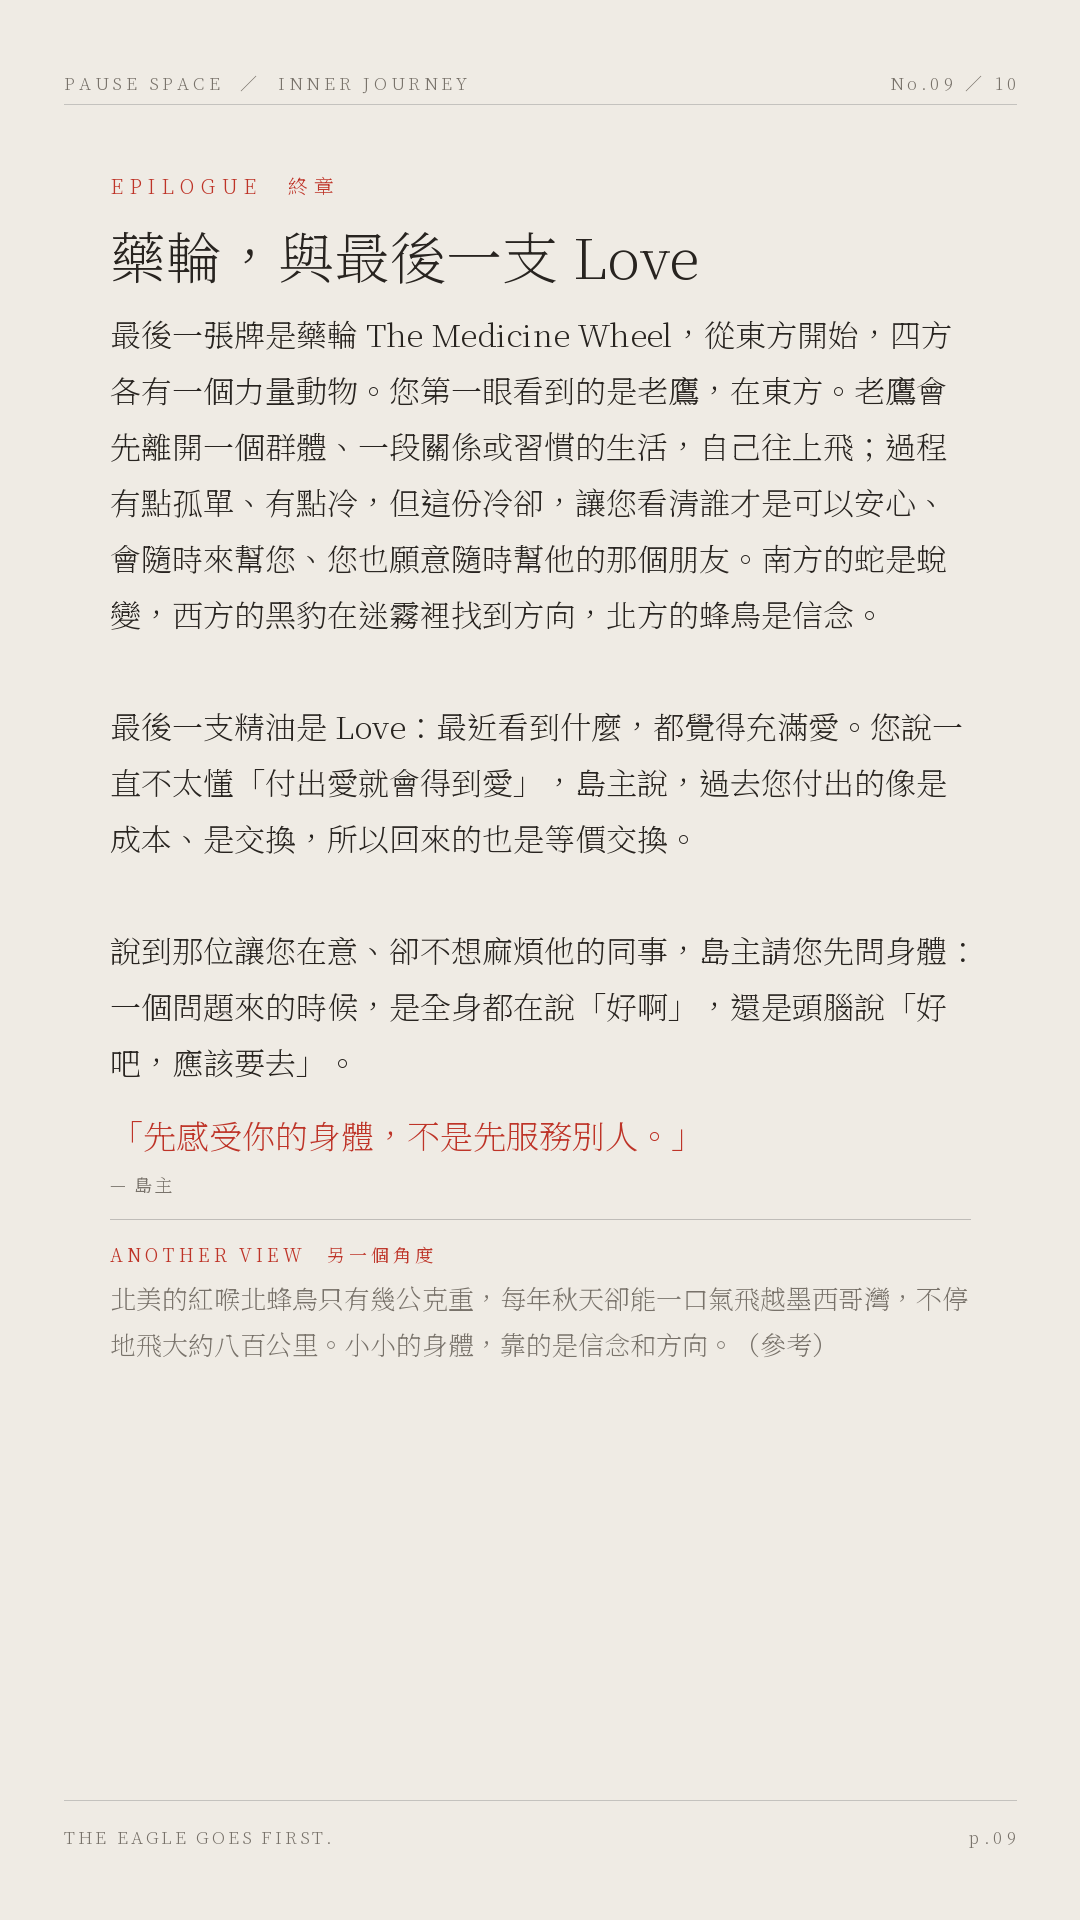 PAUSE SPACE ／ INNER JOURNEY
No.09 ／ 10
EPILOGUE 終章
藥輪，與最後一支 Love
最後一張牌是藥輪 The Medicine Wheel，從東方開始，四方
各有一個力量動物。您第一眼看到的是老鷹，在東方。老鷹會
先離開一個群體、一段關係或習慣的生活，自己往上飛；過程
有點孤單、有點冷，但這份冷卻，讓您看清誰才是可以安心、
會隨時來幫您、您也願意隨時幫他的那個朋友。南方的蛇是蛻
變，西方的黑豹在迷霧裡找到方向，北方的蜂鳥是信念。
最後一支精油是 Love：最近看到什麼，都覺得充滿愛。您說一
直不太懂「付出愛就會得到愛」，島主說，過去您付出的像是
成本、是交換，所以回來的也是等價交換。
說到那位讓您在意、卻不想麻煩他的同事，島主請您先問身體：
一個問題來的時候，是全身都在說「好啊」，還是頭腦說「好
吧，應該要去」。
「先感受你的身體，不是先服務別人。」
— 島主
ANOTHER VIEW 另一個角度
北美的紅喉北蜂鳥只有幾公克重，每年秋天卻能一口氣飛越墨西哥灣，不停
地飛大約八百公里。小小的身體，靠的是信念和方向。（參考）
THE EAGLE GOES FIRST.
p.09